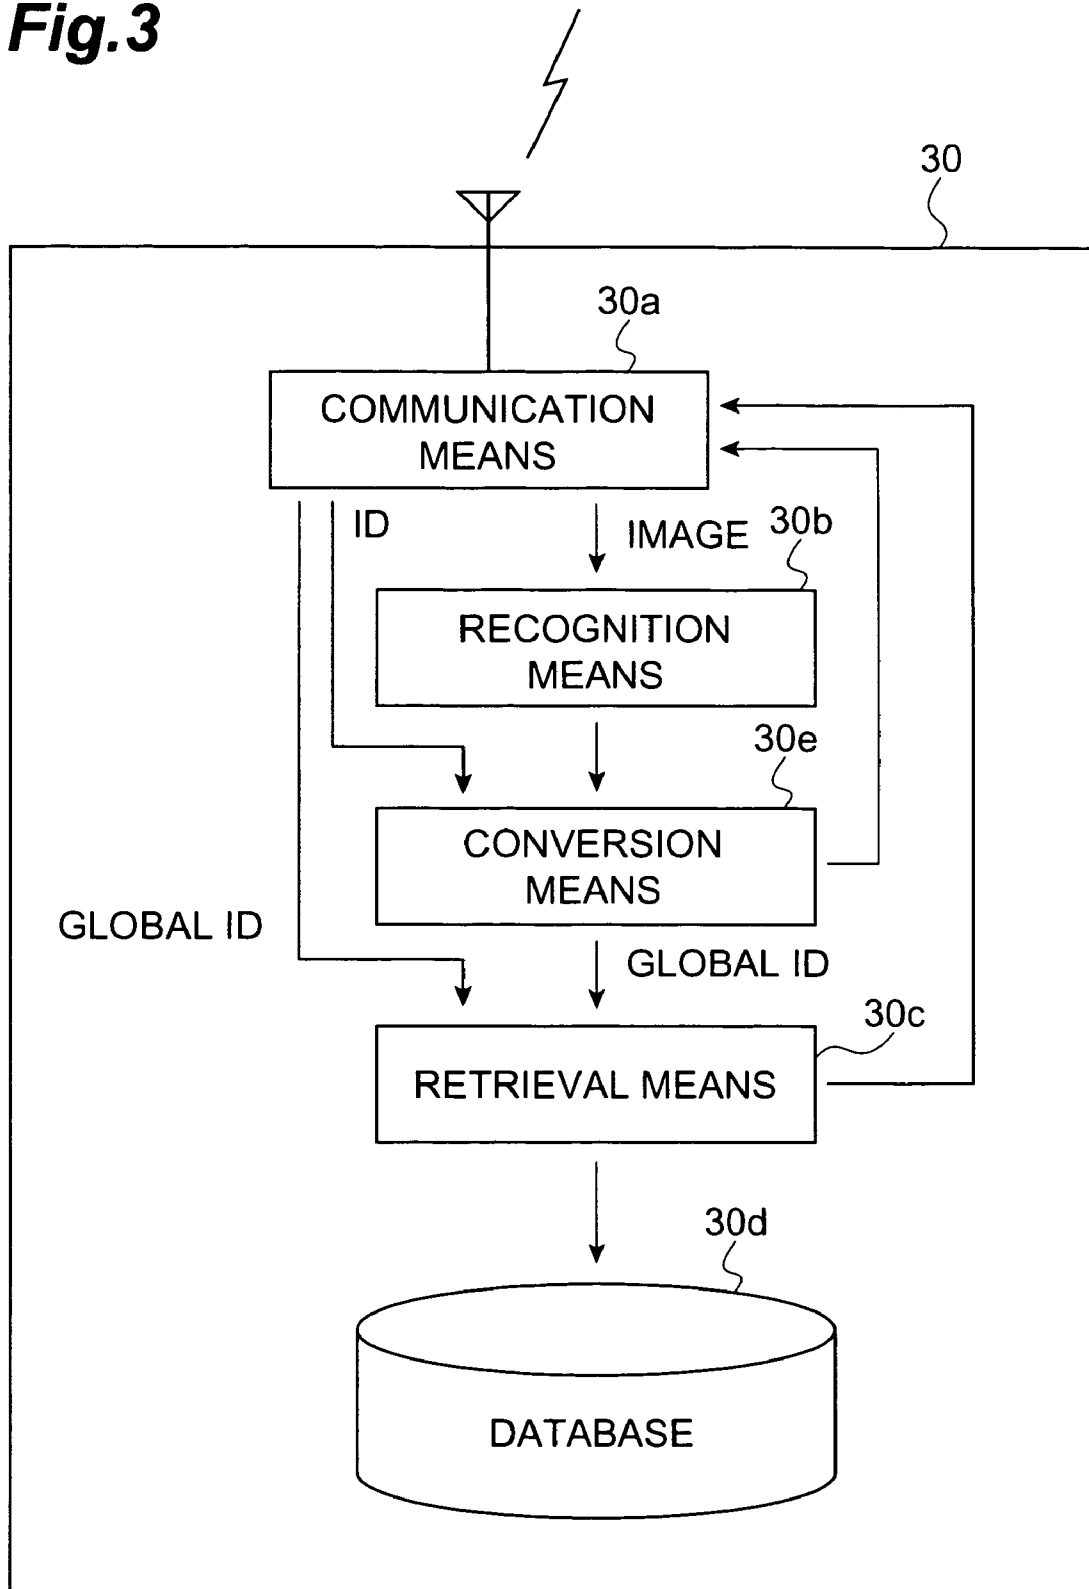 Fig.3
30
30a
COMMUNICATION
MEANS
ID
IMAGE
30b
RECOGNITION
MEANS
30e
CONVERSION
MEANS
GLOBAL ID
GLOBAL ID
30c
RETRIEVAL MEANS
30d
DATABASE